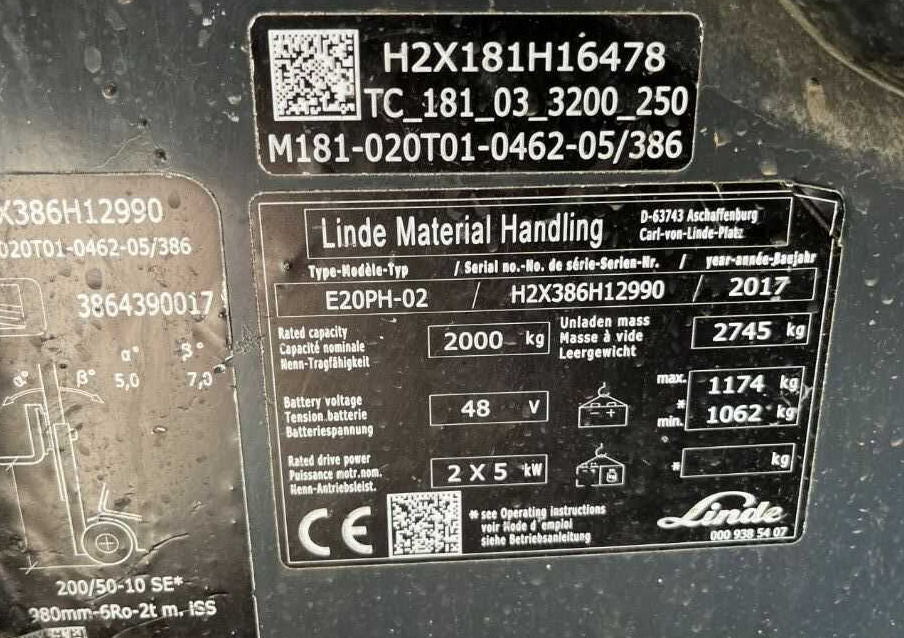 H2X181H16478
TC_181_03_3200_250
M181-020T01-0462-05/386
X386H12990
020T01-0462-05/386
3864390017
α° β°
α° β° 5,0 7,0
200/50-10 SE*
980mm-6Ro-2t m. iSS
Linde Material Handling
D-63743 Aschaffenburg
Carl-von-Linde-Platz
Type-Modèle-Typ / Serial no.-No. de série-Serien-Nr. / year-année-Baujahr
E20PH-02 / H2X386H12990 / 2017
Rated capacity
Capacité nominale
Nenn-Tragfähigkeit
2000 kg
Unladen mass
Masse à vide
Leergewicht
2745 kg
Battery voltage
Tension batterie
Batteriespannung
48 V
- +
max. 1174 kg
*
min. 1062 kg
Rated drive power
Puissance motr.nom.
Nenn-Antriebsleist.
2 X 5 kW
* kg
CE
* see Operating instructions
voir Mode d'emploi
siehe Betriebsanleitung
Linde
000 938 54 07